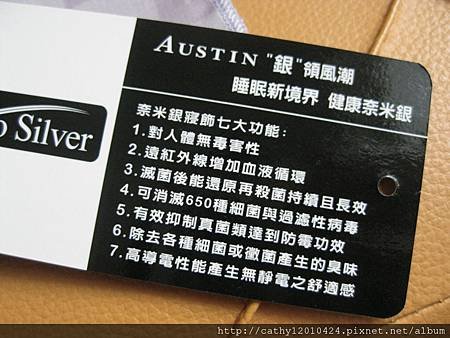 AUSTIN "銀"領風潮
睡眠新境界 健康奈米銀
Silver
奈米銀寢飾七大功能:
1.對人體無毒害性
2.遠紅外線增加血液循環
3.滅菌後能還原再殺菌持續且長效
4.可消滅650種細菌與過濾性病毒
5.有效抑制真菌類達到防霉功效
6.除去各種細菌或黴菌產生的臭味
7.高導電性能產生無靜電之舒適感
http://cathy12010424.pixnet.net/album